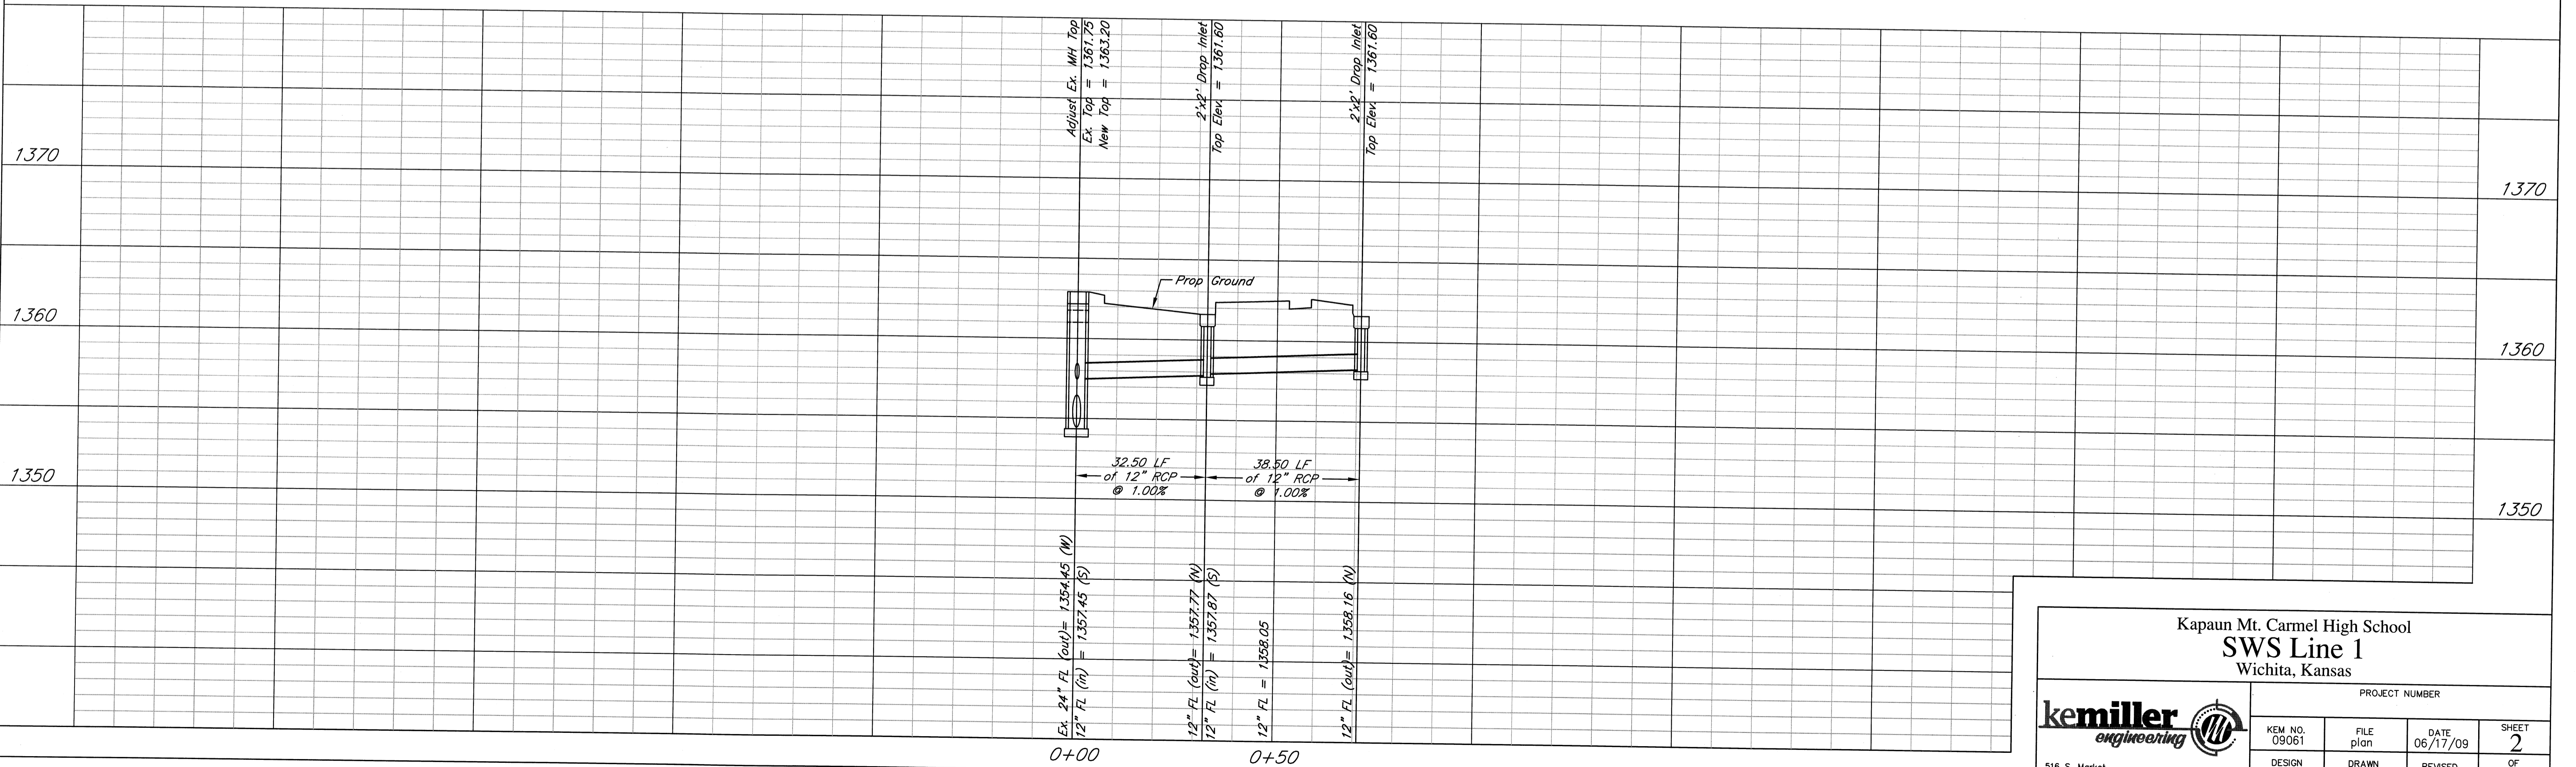 Adjust Ex. MH Top
Ex. Top = 1361.75
New Top = 1363.20
2'x2' Drop Inlet
Top Elev. = 1361.60
2'x2' Drop Inlet
Top Elev. = 1361.60
1370
1370
Prop Ground
1360
1360
32.50 LF
of 12" RCP
@ 1.00%
38.50 LF
of 12" RCP
@ 1.00%
1350
1350
Ex. 24" FL (out)= 1354.45 (W)
12" FL (in) = 1357.45 (S)
12" FL (out)= 1357.77 (N)
12" FL (in) = 1357.87 (S)
12" FL = 1358.05
12" FL (out)= 1358.16 (N)
0+00
0+50
Kapaun Mt. Carmel High School
SWS Line 1
Wichita, Kansas
kemiller
engineering
PROJECT NUMBER
KEM NO.
09061
FILE
plan
DATE
06/17/09
SHEET
2
DESIGN
DRAWN
REVISED
OF
516 S. Market